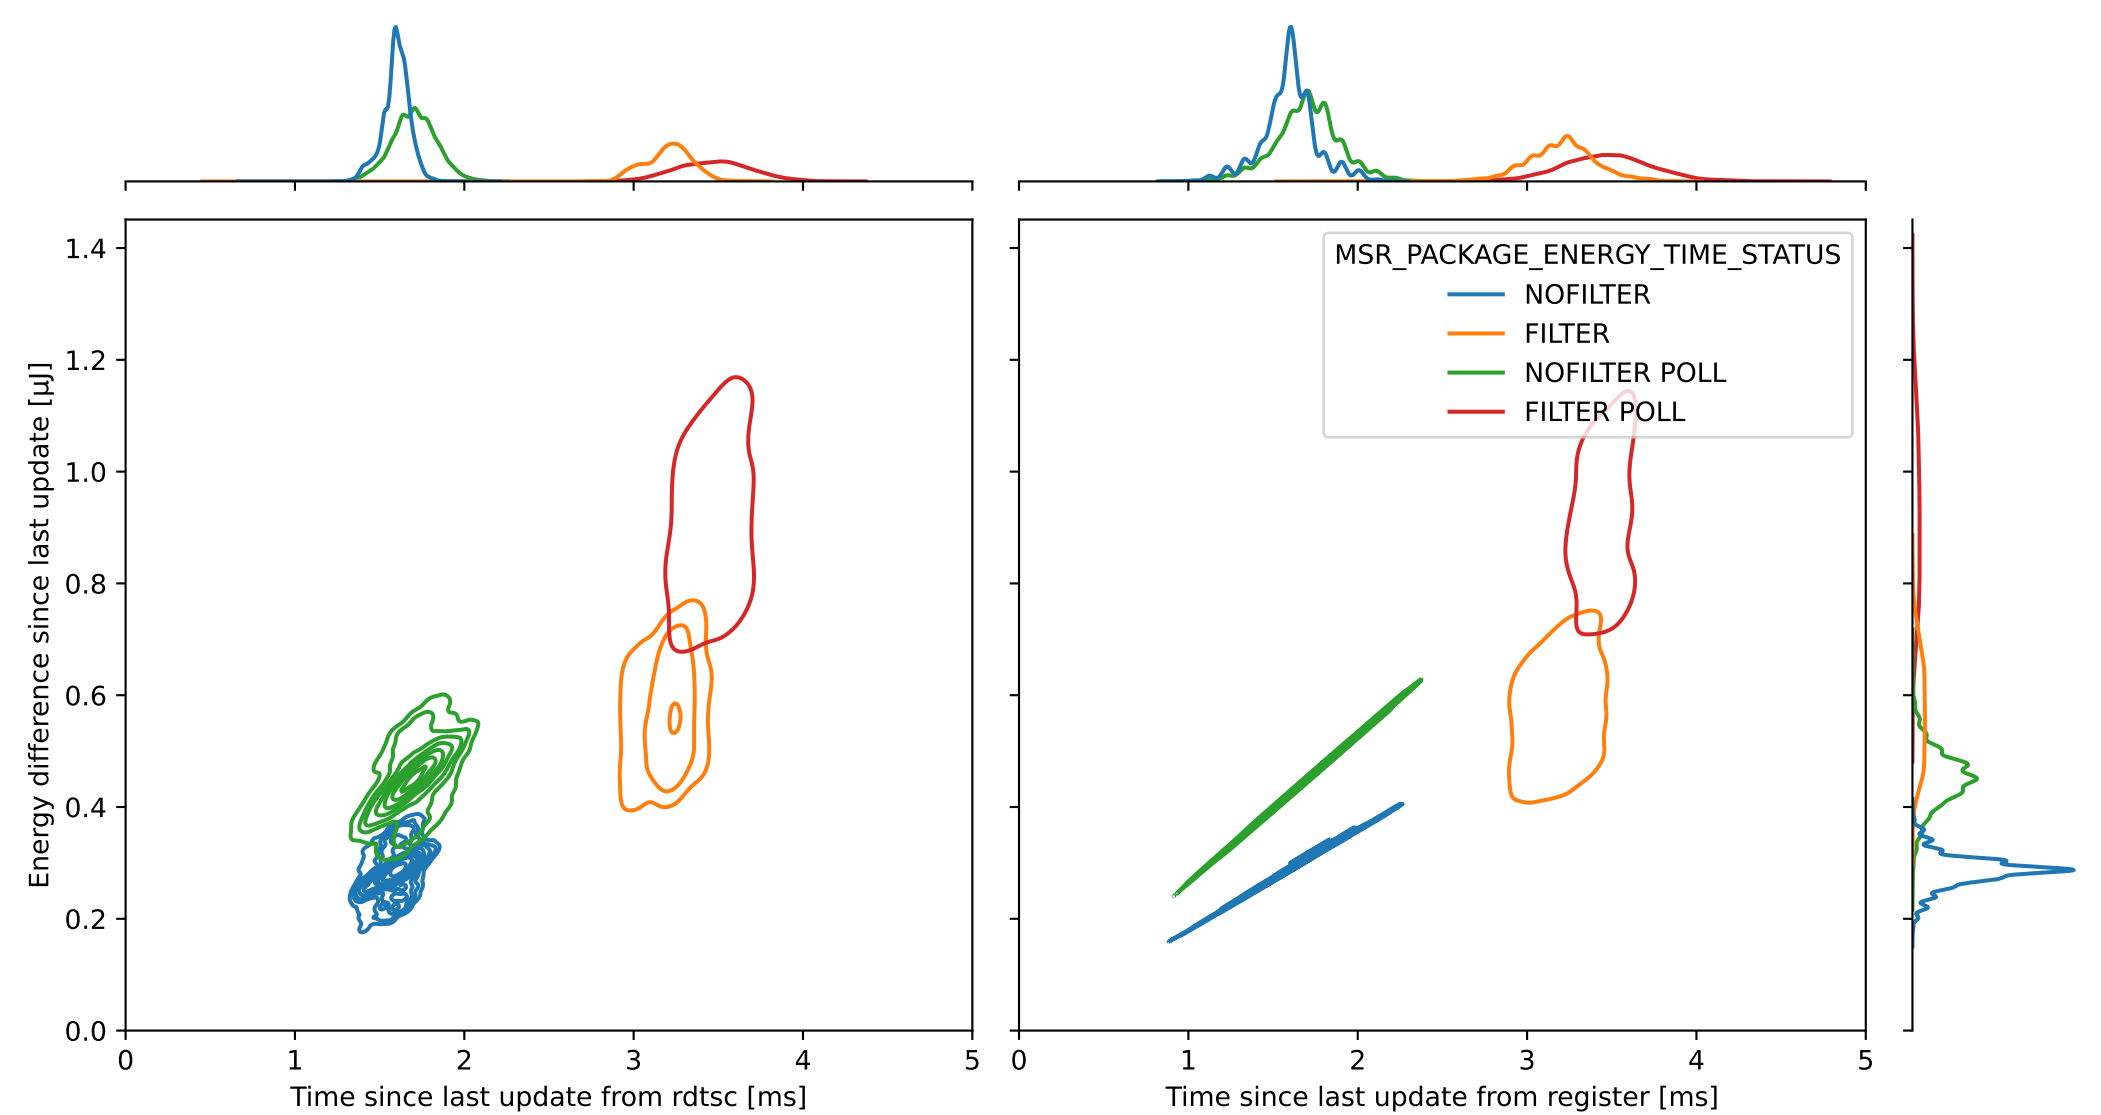 MSR_PACKAGE_ENERGY_TIME_STATUS
NOFILTER
FILTER
NOFILTER POLL
FILTER POLL
Energy difference since last update [µJ]
1.4
1.2
1.0
0.8
0.6
0.4
0.2
0.0
0 1 2 3 4 5
0 1 2 3 4 5
Time since last update from rdtsc [ms]
Time since last update from register [ms]